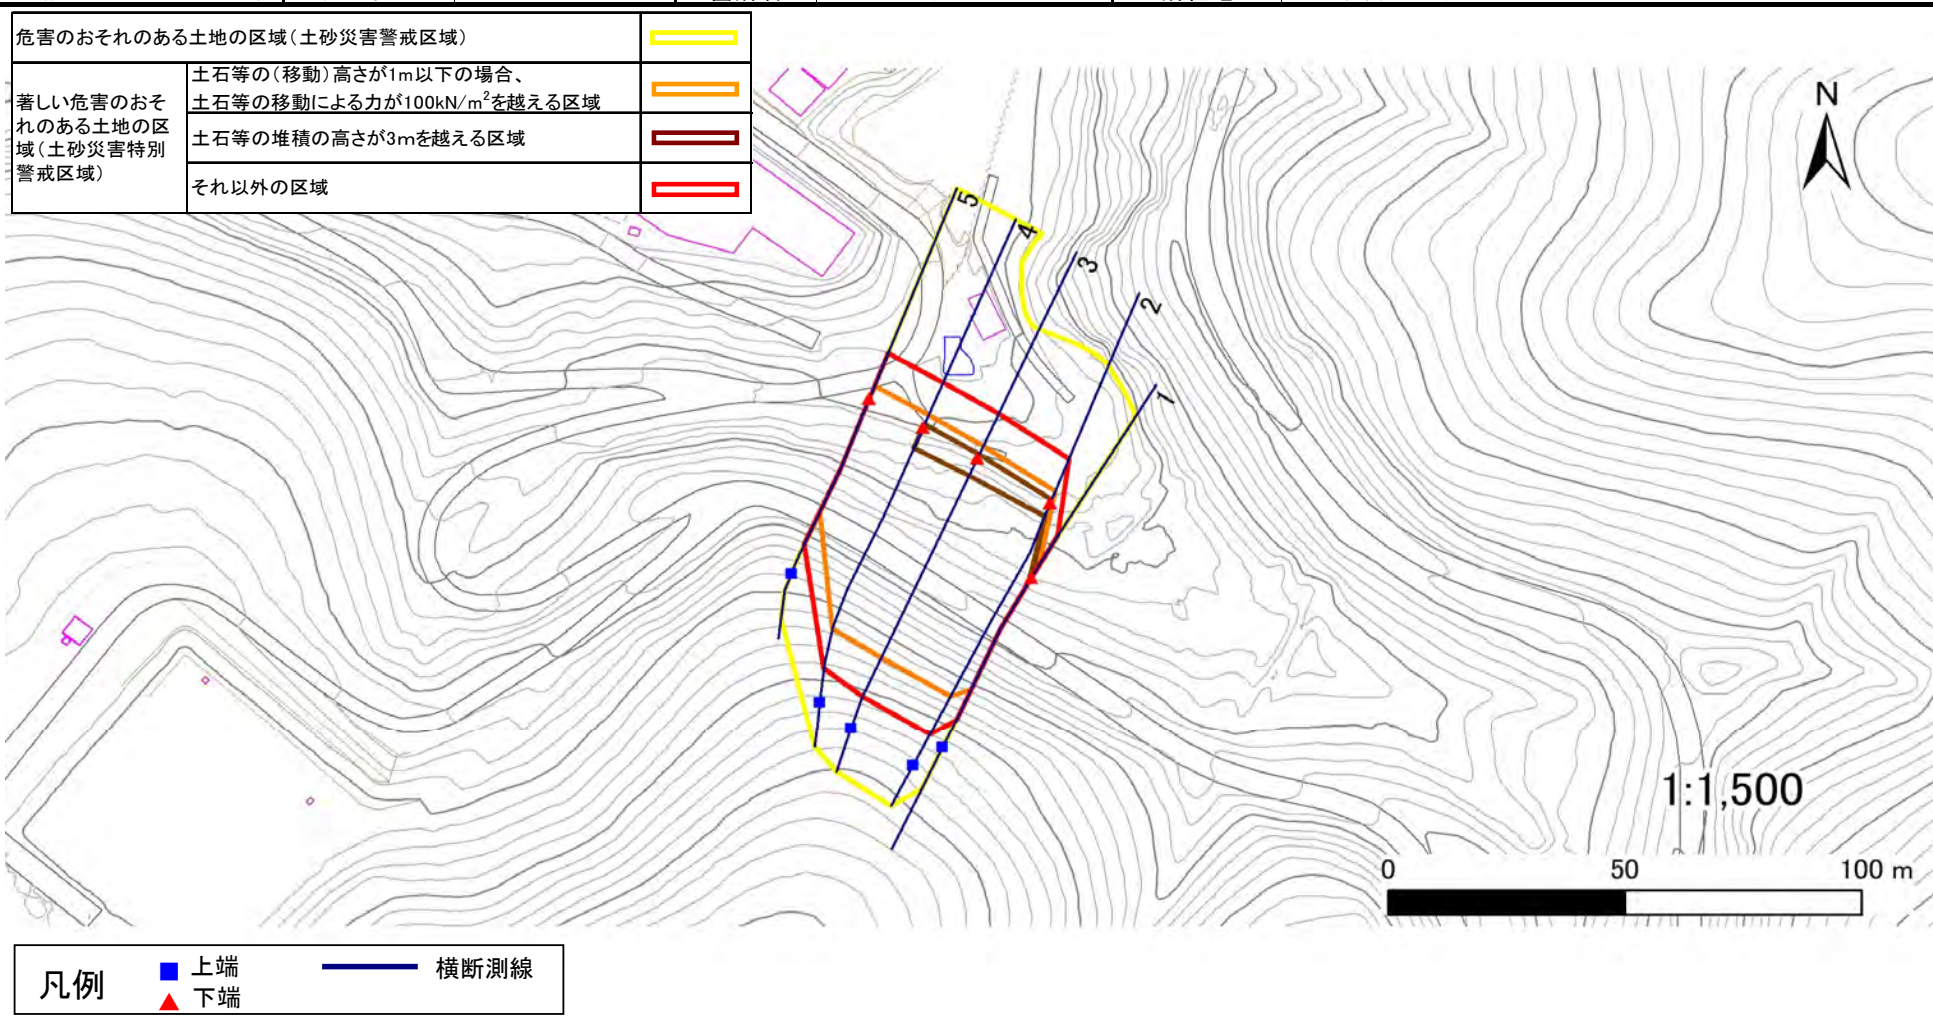 危害のおそれのある土地の区域（土砂災害警戒区域）
著しい危害のおそ
れのある土地の区
域（土砂災害特別
警戒区域）
土石等の（移動）高さが1m以下の場合、
土石等の移動による力が100kN/m²を越える区域
土石等の堆積の高さが3mを越える区域
それ以外の区域
N
5
4
3
2
1
1:1,500
0 50 100 m
凡例
上端
下端
横断測線